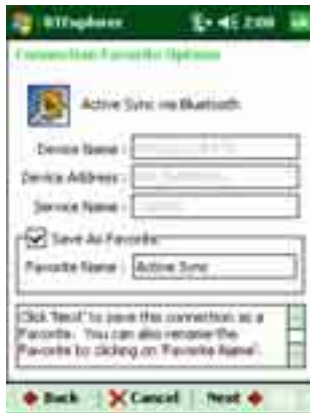 BTExplorer 2:08 ok
Connection Favorite Options
Active Sync via Bluetooth
Device Name :
Device Address :
Service Name :
Save As Favorite
Favorite Name : Active Sync
Click 'Next' to save this connection as a
Favorite. You can also rename the
Favorite by clicking on 'Favorite Name'.
Back Cancel Next